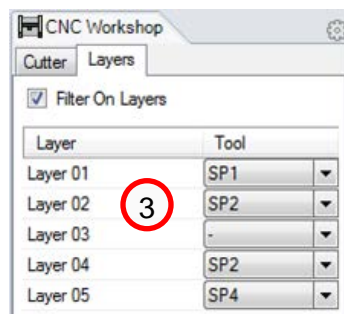 CNC Workshop
Cutter Layers
Filter On Layers
Layer Tool
Layer 01 SP1
Layer 02 SP2
3
Layer 03 -
Layer 04 SP2
Layer 05 SP4